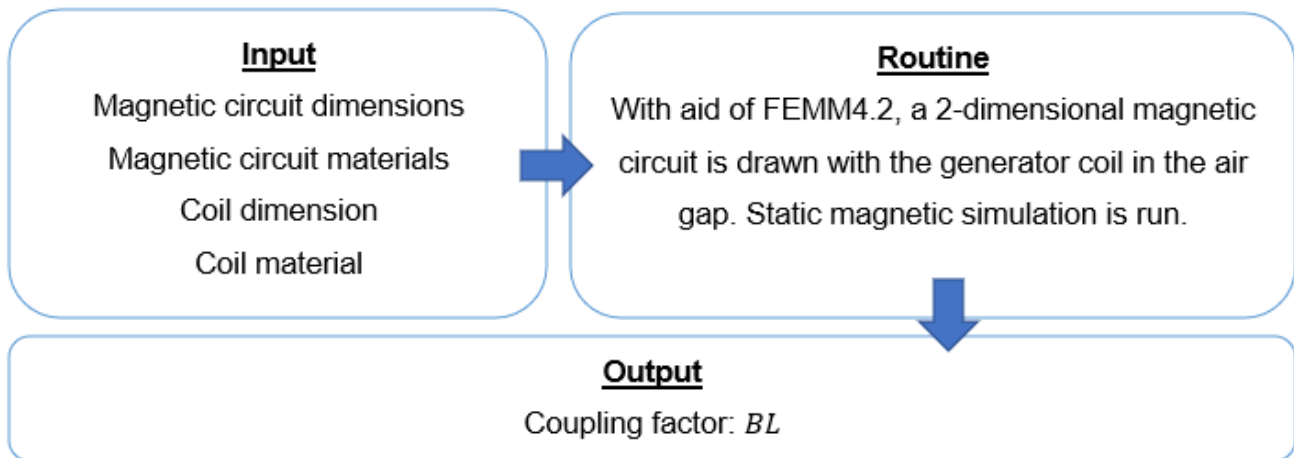 Input
Magnetic circuit dimensions
Magnetic circuit materials
Coil dimension
Coil material
Routine
With aid of FEMM4.2, a 2-dimensional magnetic
circuit is drawn with the generator coil in the air
gap. Static magnetic simulation is run.
Output
Coupling factor: BL